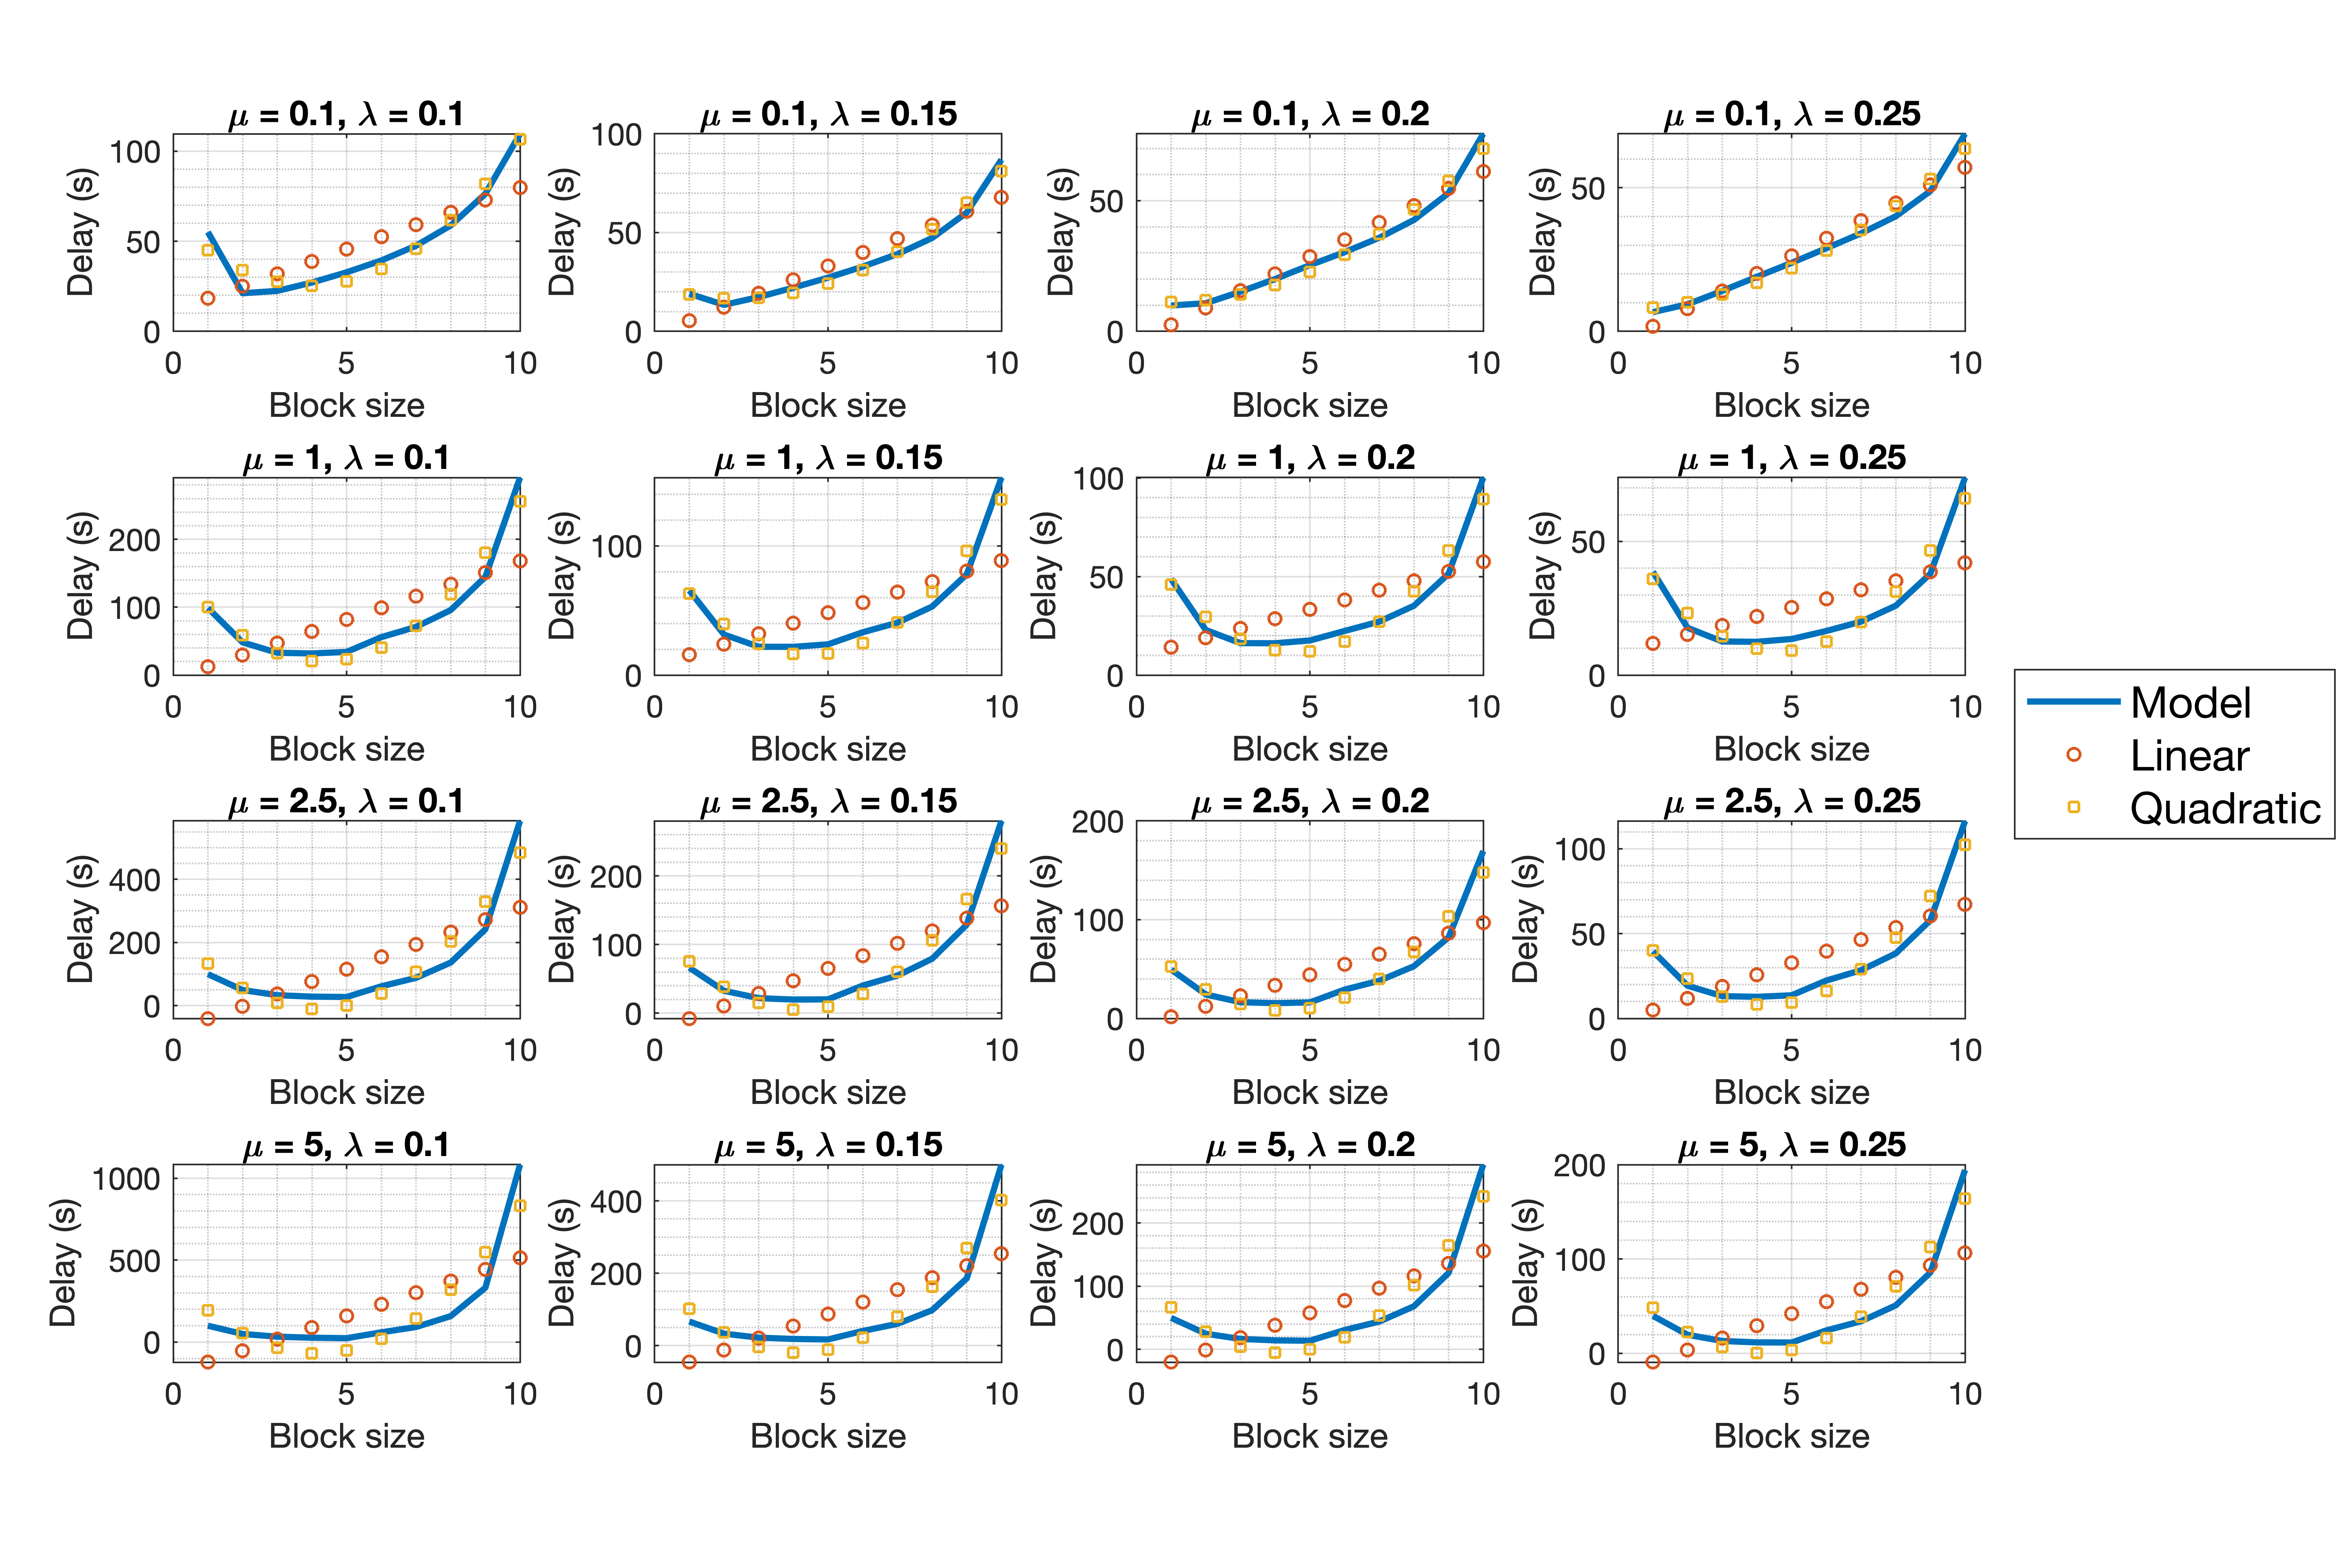 μ = 0.1, λ = 0.1
Delay (s)
100
50
0
0 5 10
Block size
μ = 0.1, λ = 0.15
Delay (s)
100
50
0
0 5 10
Block size
μ = 0.1, λ = 0.2
Delay (s)
50
0
0 5 10
Block size
μ = 0.1, λ = 0.25
Delay (s)
50
0
0 5 10
Block size
μ = 1, λ = 0.1
Delay (s)
200
100
0
0 5 10
Block size
μ = 1, λ = 0.15
Delay (s)
100
0
0 5 10
Block size
μ = 1, λ = 0.2
Delay (s)
100
50
0
0 5 10
Block size
μ = 1, λ = 0.25
Delay (s)
50
0
0 5 10
Block size
Model
Linear
Quadratic
μ = 2.5, λ = 0.1
Delay (s)
400
200
0
0 5 10
Block size
μ = 2.5, λ = 0.15
Delay (s)
200
100
0
0 5 10
Block size
μ = 2.5, λ = 0.2
Delay (s)
200
100
0
0 5 10
Block size
μ = 2.5, λ = 0.25
Delay (s)
100
50
0
0 5 10
Block size
μ = 5, λ = 0.1
Delay (s)
1000
500
0
0 5 10
Block size
μ = 5, λ = 0.15
Delay (s)
400
200
0
0 5 10
Block size
μ = 5, λ = 0.2
Delay (s)
200
100
0
0 5 10
Block size
μ = 5, λ = 0.25
Delay (s)
200
100
0
0 5 10
Block size